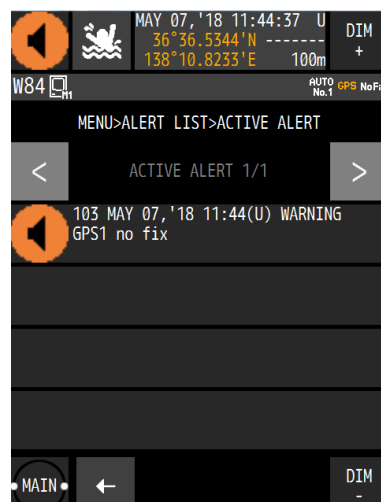 MAY 07,'18 11:44:37 U
36°36.5344'N -------
138°10.8233'E 100m
DIM
+
W84 M1
AUTO
No.1
GPS NoFi
MENU>ALERT LIST>ACTIVE ALERT
< ACTIVE ALERT 1/1 >
103 MAY 07,'18 11:44(U) WARNING
GPS1 no fix
MAIN ←
DIM
-